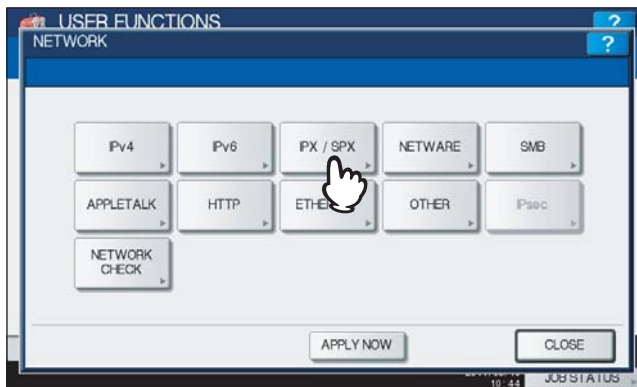 USER FUNCTIONS
?
NETWORK
?
IPv4
IPv6
IPX / SPX
NETWARE
SMB
APPLETALK
HTTP
OTHER
IPsec
NETWORK
CHECK
APPLY NOW
CLOSE
10:44
JOB STATUS